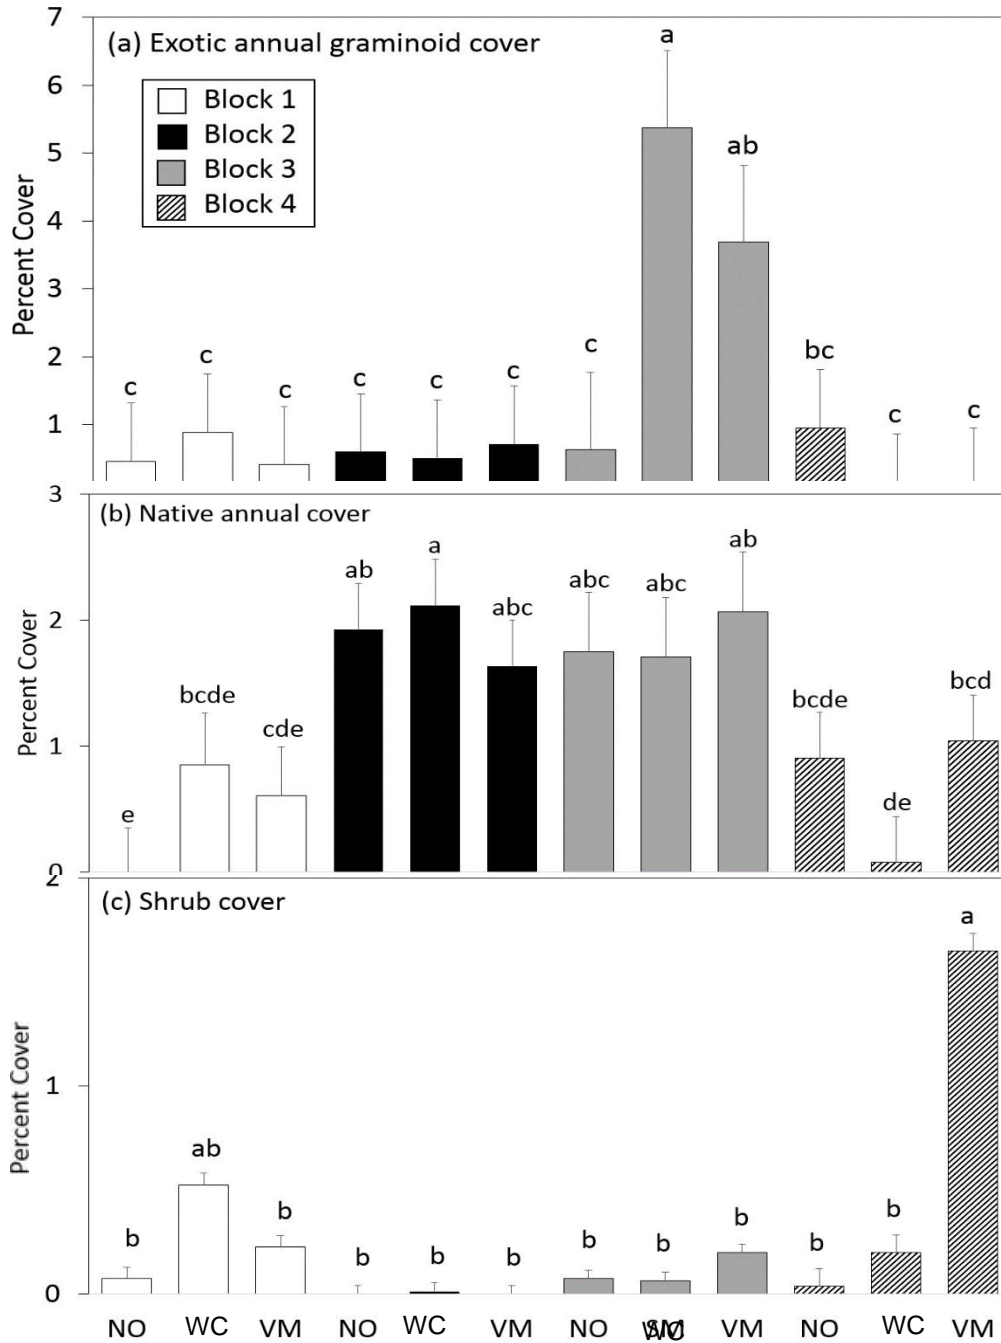 7
(a) Exotic annual graminoid cover
a
6
Block 1
Block 2
Block 3
Block 4
5
ab
4
3
2
c c c c c c c bc c c
1
Percent Cover
3
(b) Native annual cover
ab a abc abc abc ab
2
bcde cde bcde bcd
1
e de
0
Percent Cover
2
(c) Shrub cover
a
1
ab
b b b b b b b b b b
0
Percent Cover
NO WC VM NO WC VM NO WC VM NO WC VM